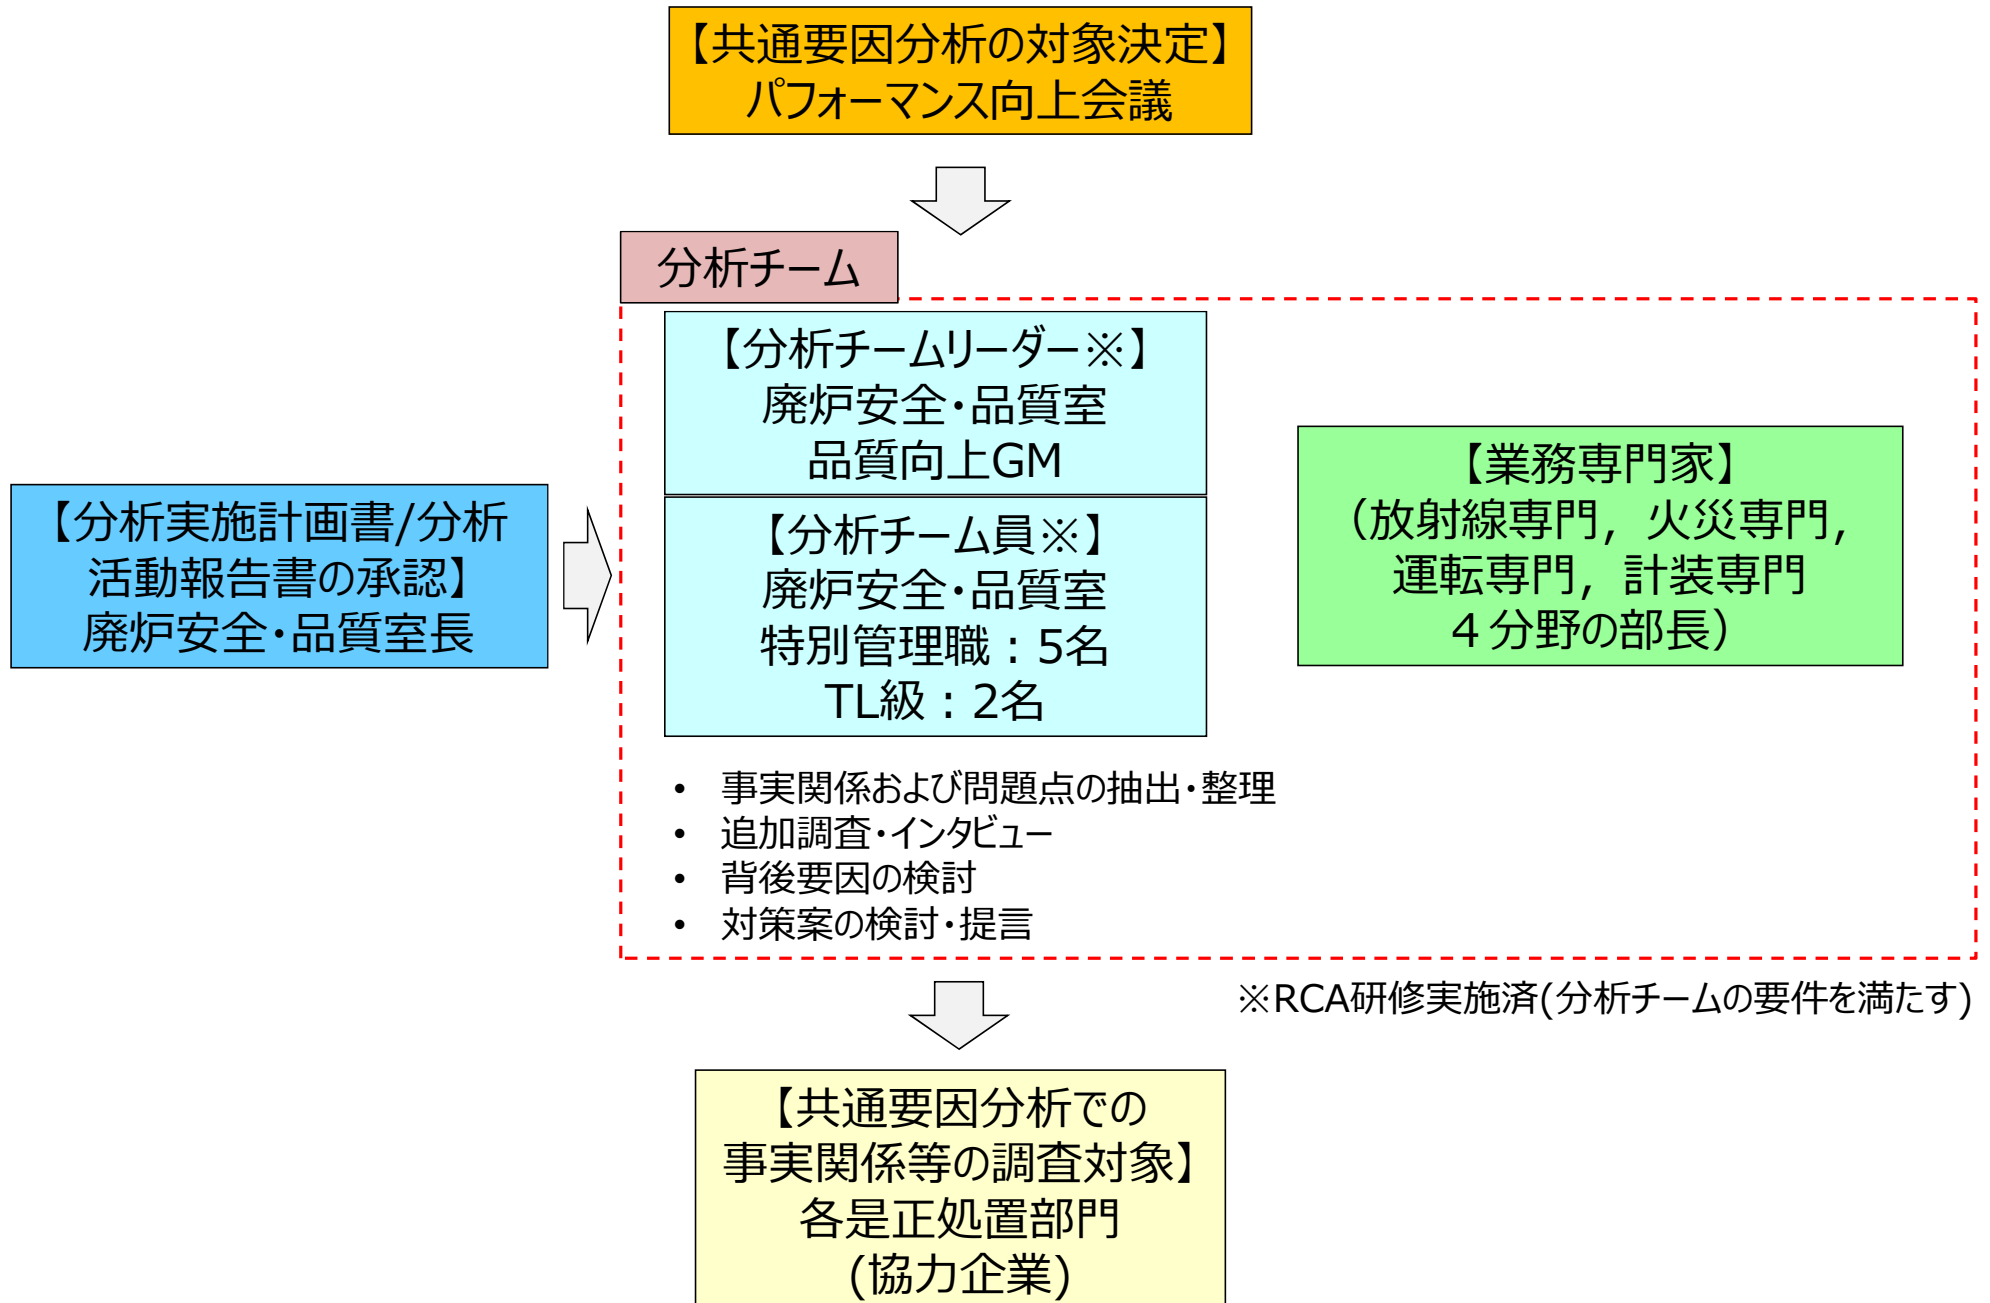 【共通要因分析の対象決定】
パフォーマンス向上会議
分析チーム
【分析チームリーダー※】
廃炉安全・品質室
品質向上GM
【分析チーム員※】
廃炉安全・品質室
特別管理職：5名
TL級：2名
【業務専門家】
（放射線専門，火災専門，
運転専門，計装専門
４分野の部長）
【分析実施計画書/分析
活動報告書の承認】
廃炉安全・品質室長
• 事実関係および問題点の抽出・整理
• 追加調査・インタビュー
• 背後要因の検討
• 対策案の検討・提言
※RCA研修実施済(分析チームの要件を満たす)
【共通要因分析での
事実関係等の調査対象】
各是正処置部門
(協力企業)